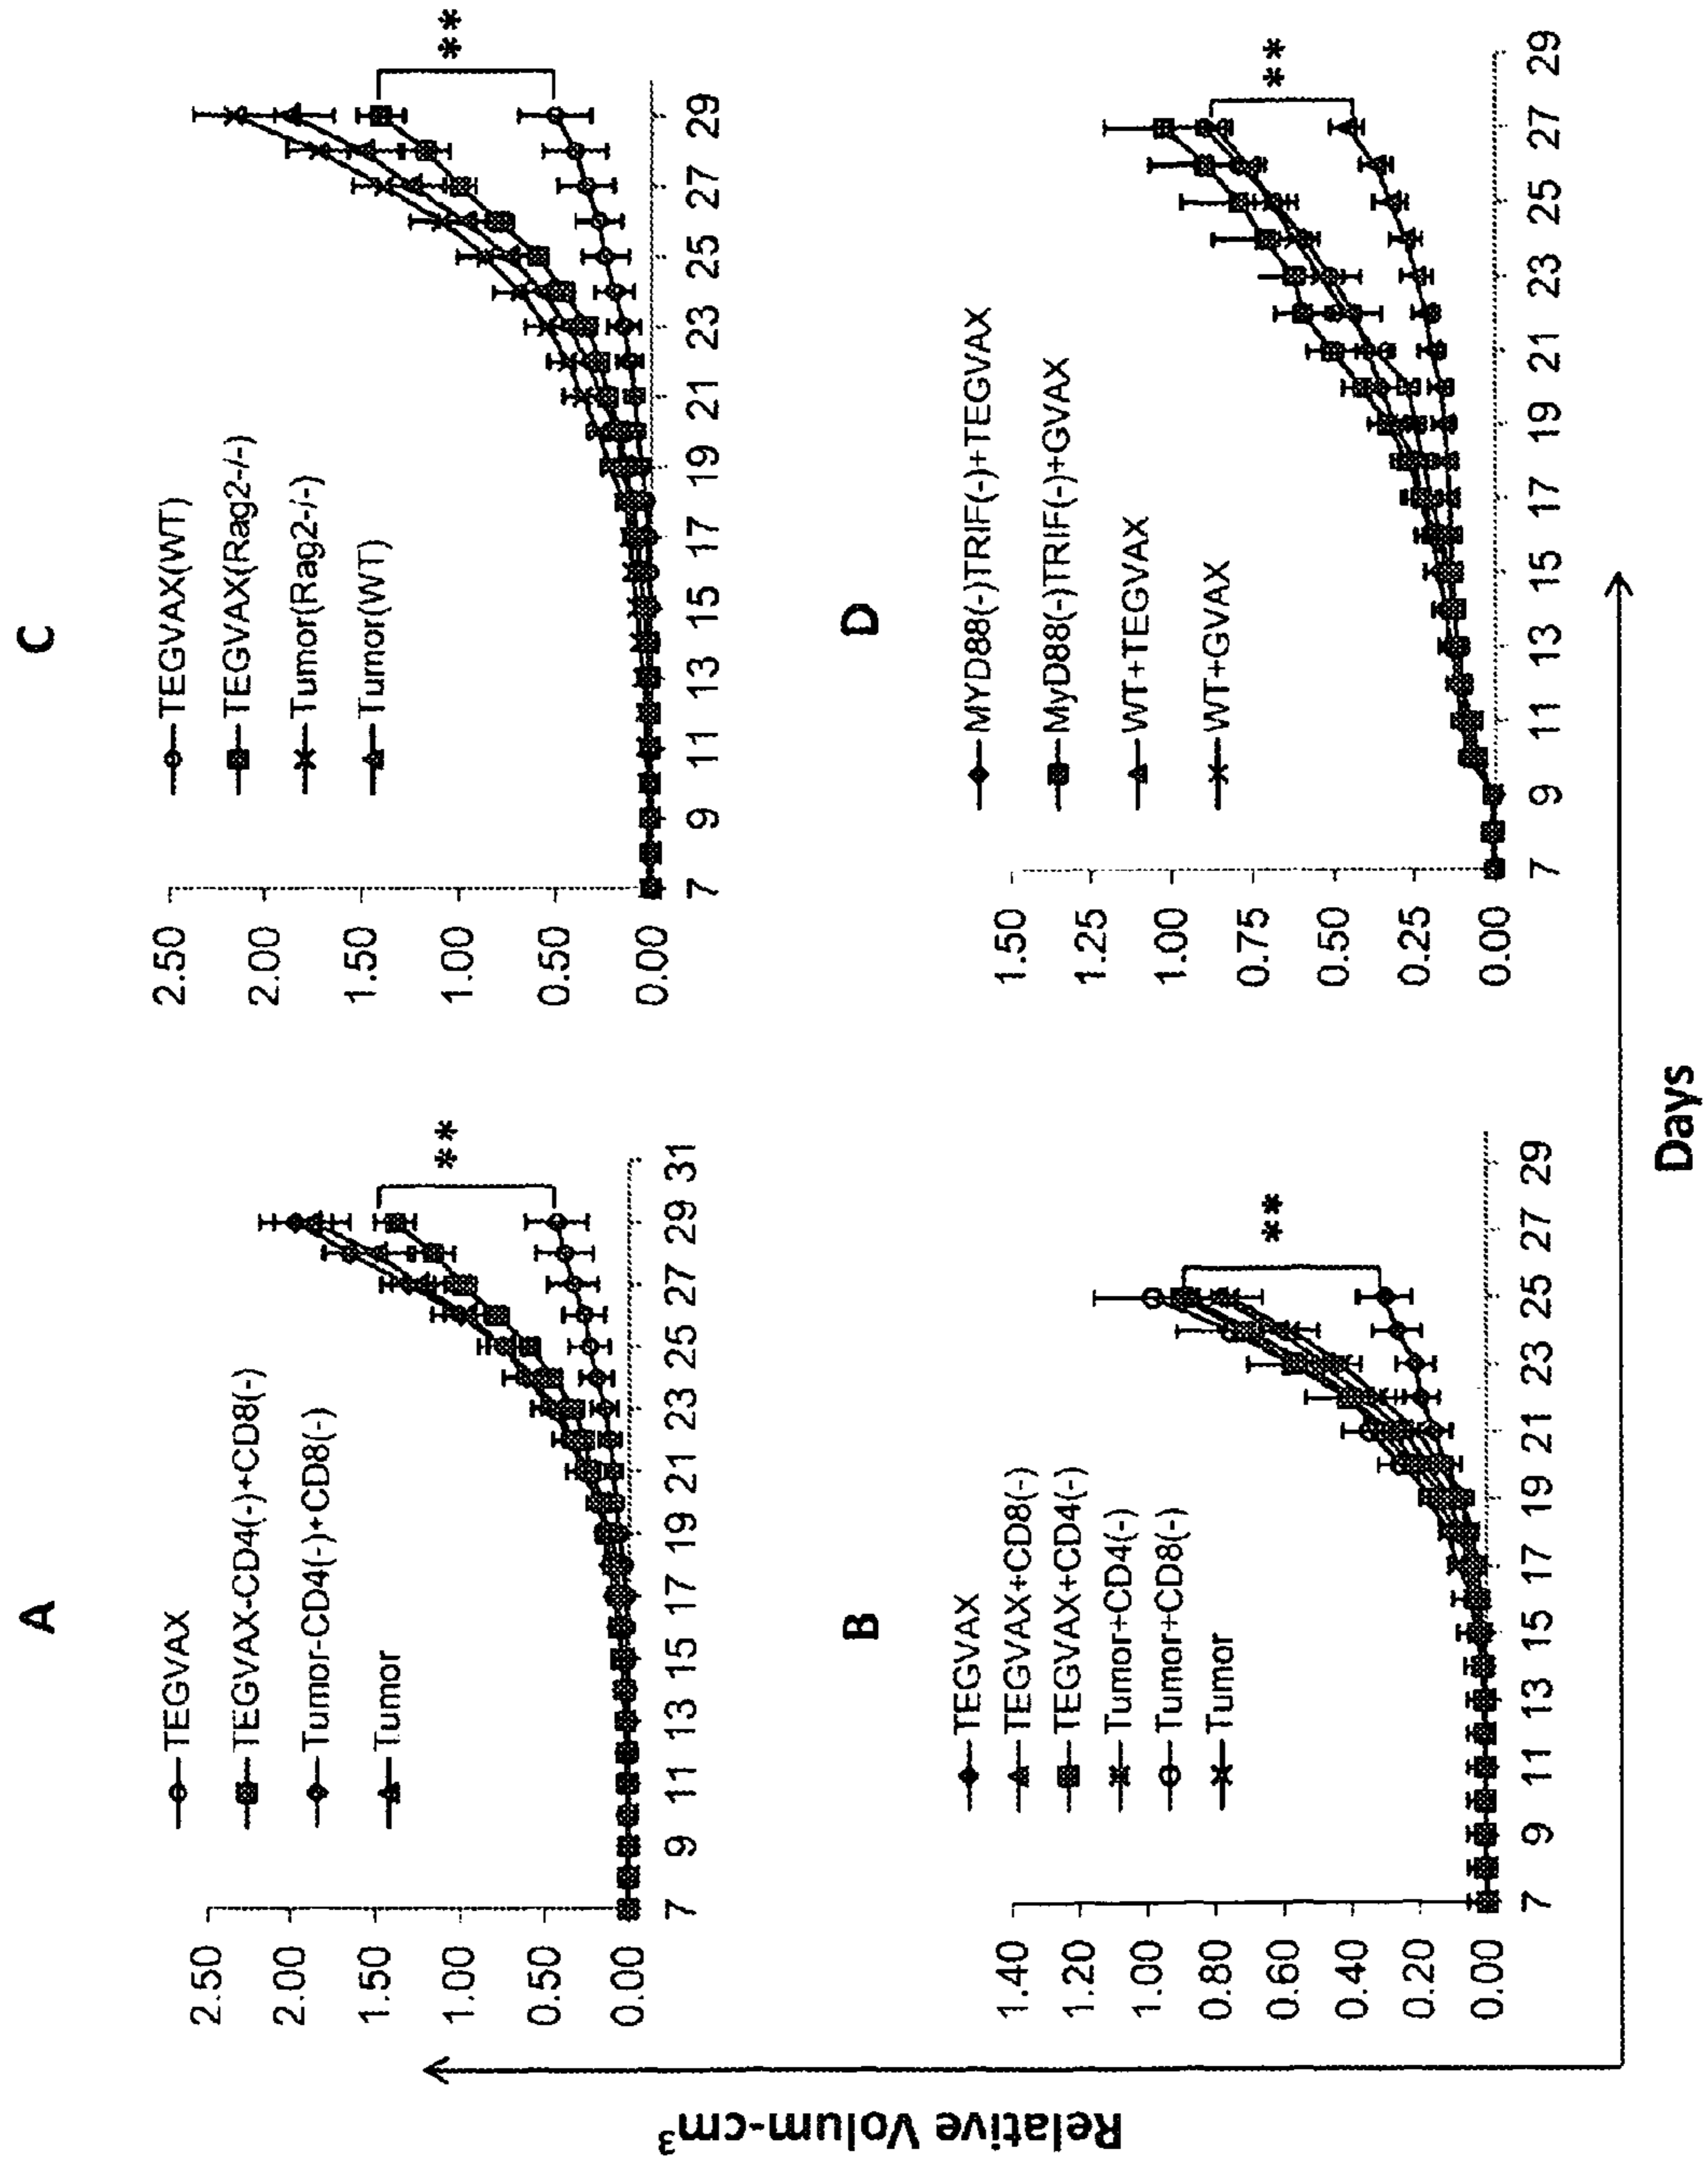 A
TEGVAX
TEGVAX-CD4(-)+CD8(-)
Tumor-CD4(-)+CD8(-)
Tumor
**
2.50
2.00
1.50
1.00
0.50
0.00
7 9 11 13 15 17 19 21 23 25 27 29 31
C
TEGVAX(WT)
TEGVAX(Rag2-/-)
Tumor(Rag2-/-)
Tumor(WT)
**
2.50
2.00
1.50
1.00
0.50
0.00
7 9 11 13 15 17 19 21 23 25 27 29
B
TEGVAX
TEGVAX+CD8(-)
TEGVAX+CD4(-)
Tumor+CD4(-)
Tumor+CD8(-)
Tumor
**
1.40
1.20
1.00
0.80
0.60
0.40
0.20
0.00
7 9 11 13 15 17 19 21 23 25 27 29
D
MYD88(-)TRIF(-)+TEGVAX
MyD88(-)TRIF(-)+GVAX
WT+TEGVAX
WT+GVAX
**
1.50
1.25
1.00
0.75
0.50
0.25
0.00
7 9 11 13 15 17 19 21 23 25 27 29
Relative Volum-cm³
Days